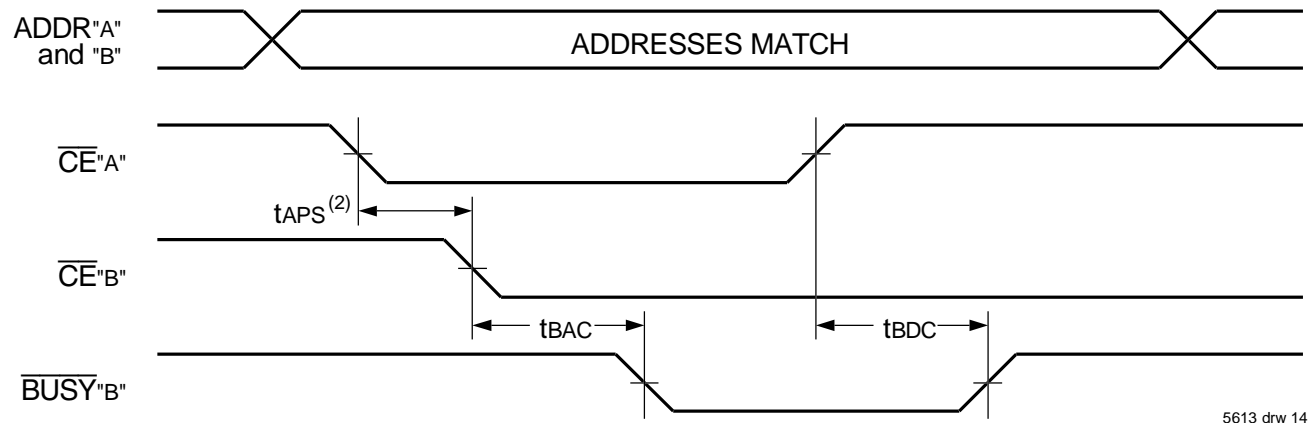 ADDR"A"
and "B"
ADDRESSES MATCH
CE"A"
tAPS(2)
CE"B"
tBAC
tBDC
BUSY"B"
5613 drw 14